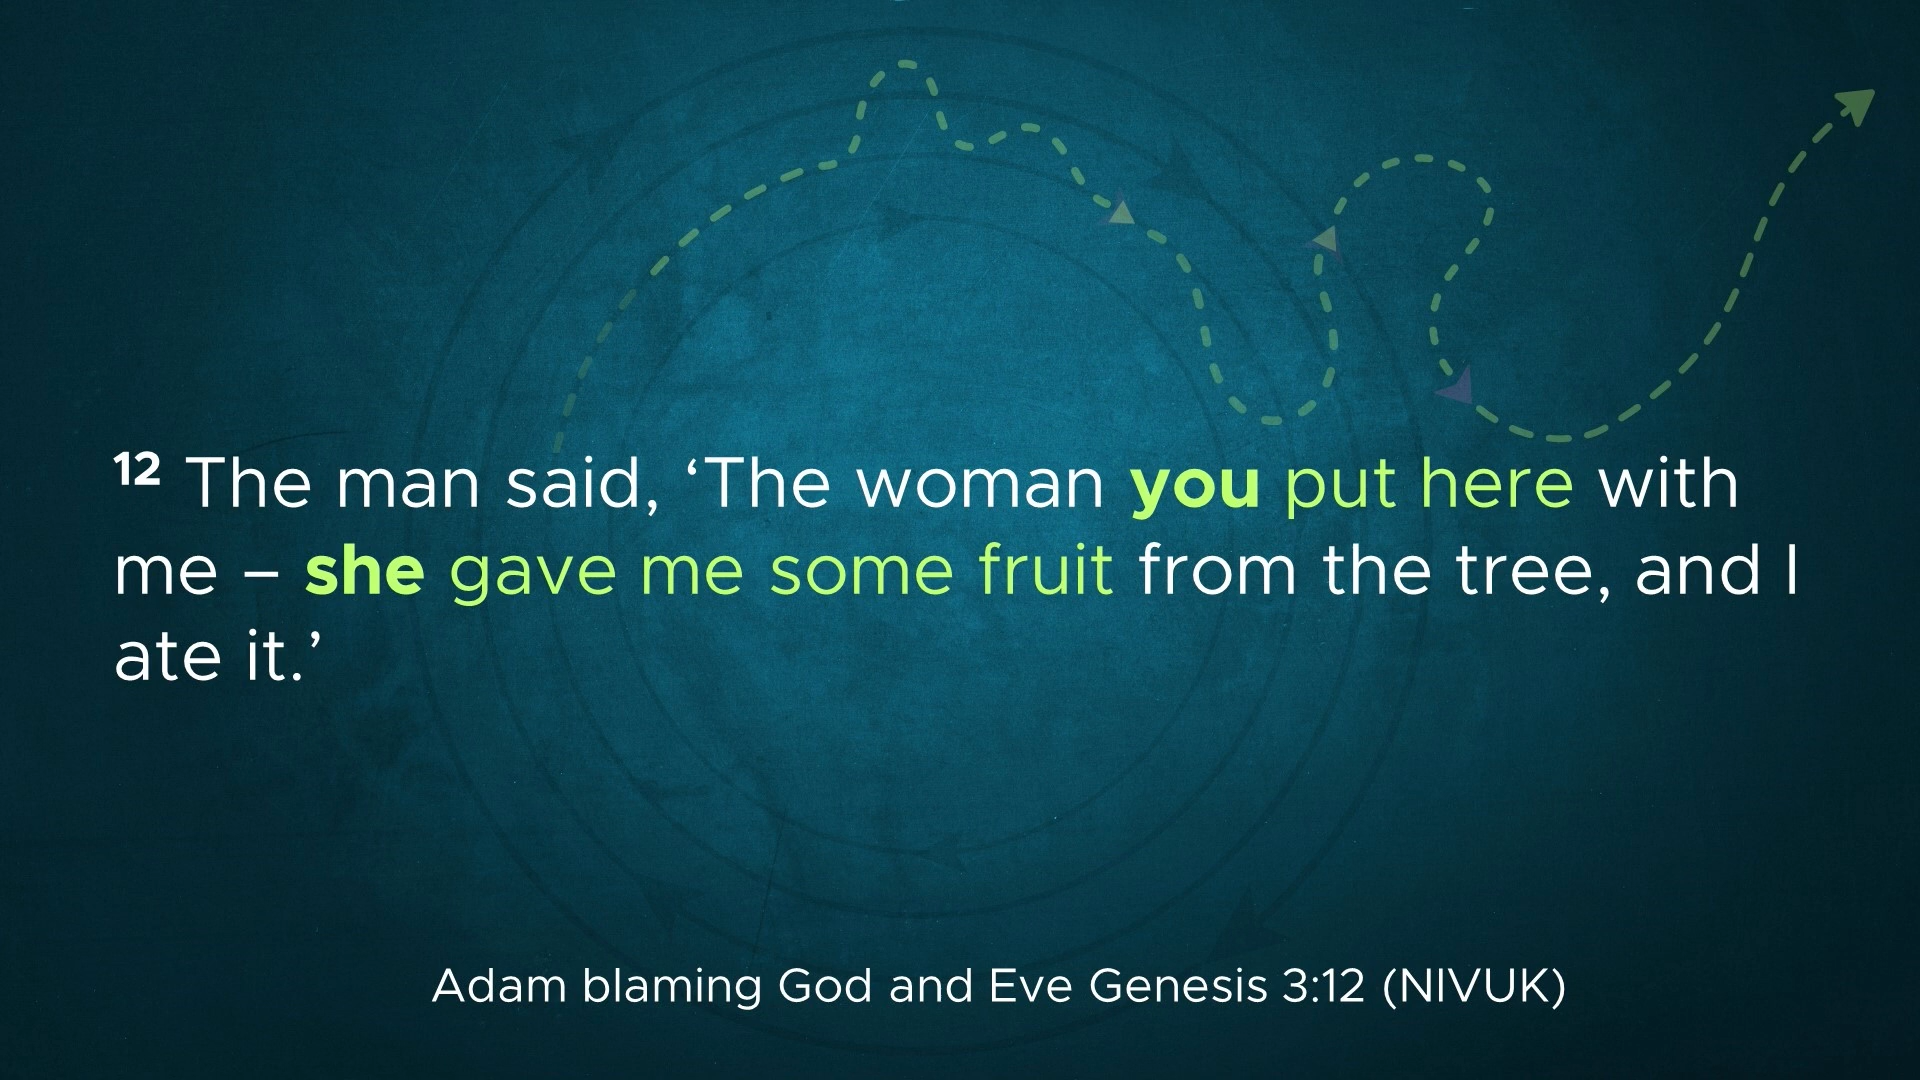 12 The man said, ‘The woman you put here with
me – she gave me some fruit from the tree, and I
ate it.’
Adam blaming God and Eve Genesis 3:12 (NIVUK)